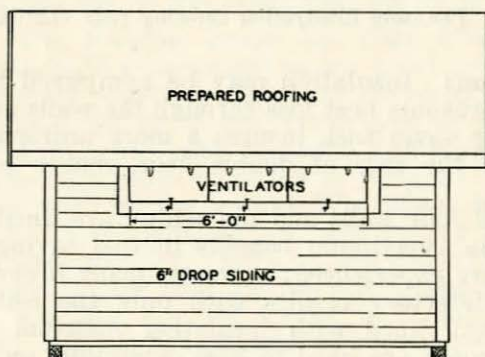 PREPARED ROOFING
VENTILATORS
6'-0"
6" DROP SIDING